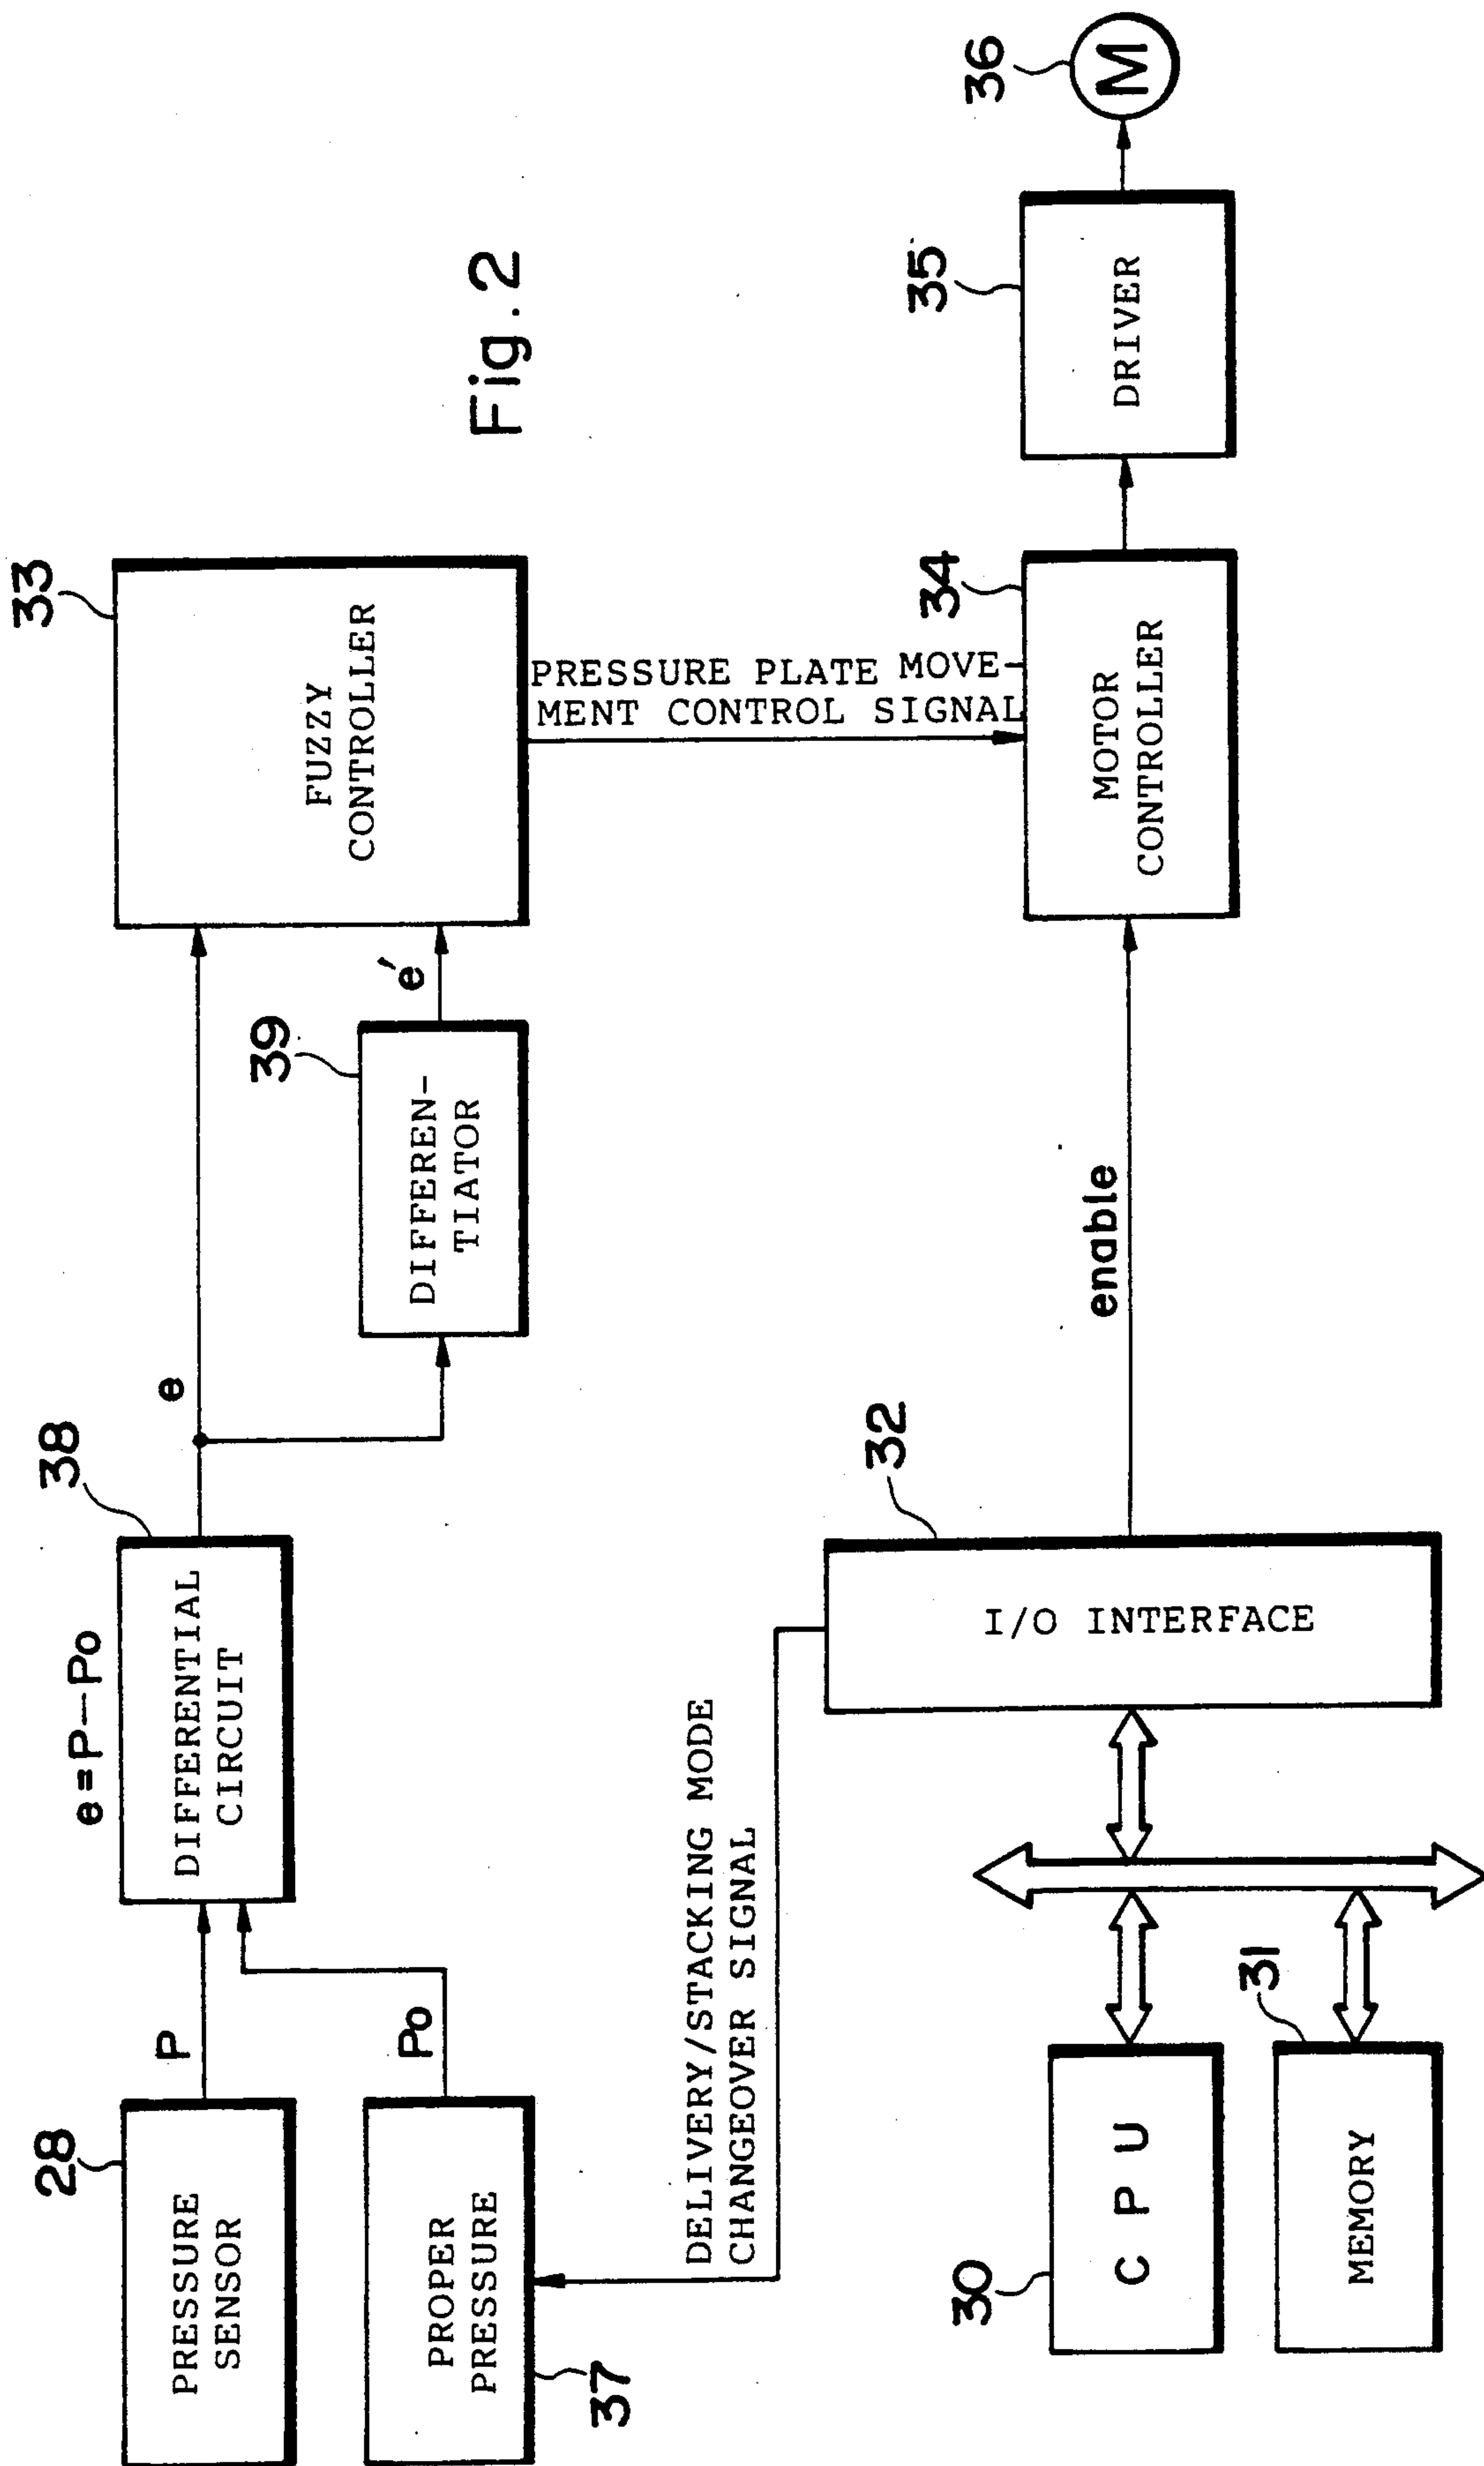 Fig. 2
28
PRESSURE
SENSOR
P
PROPER
PRESSURE
37
Po
e=P-Po
38
DIFFERENTIAL
CIRCUIT
e
39
DIFFEREN-
TIATOR
e'
33
FUZZY
CONTROLLER
PRESSURE PLATE MOVE-
MENT CONTROL SIGNAL
DELIVERY/STACKING MODE
CHANGEOVER SIGNAL
30
CPU
31
MEMORY
32
I/O INTERFACE
enable
34
MOTOR
CONTROLLER
35
DRIVER
36
M